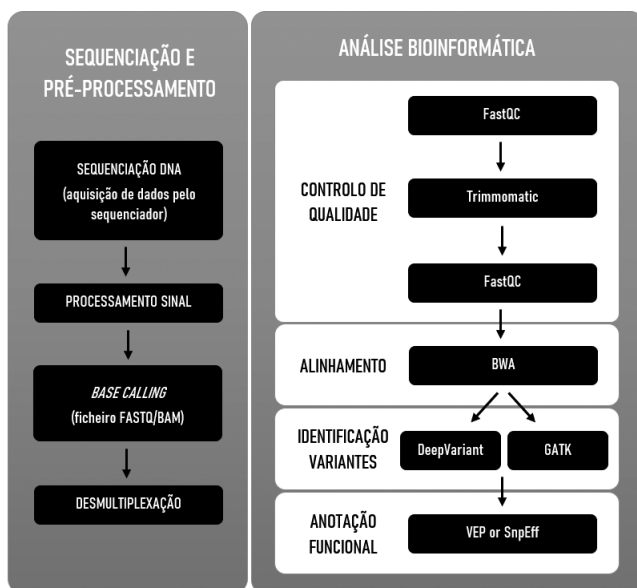 SEQUENCIAÇÃO E
PRÉ-PROCESSAMENTO
SEQUENCIAÇÃO DNA
(aquisição de dados pelo
sequenciador)
PROCESSAMENTO SINAL
BASE CALLING
(ficheiro FASTQ/BAM)
DESMULTIPLEXAÇÃO
ANÁLISE BIOINFORMÁTICA
CONTROLO DE
QUALIDADE
FastQC
Trimmomatic
FastQC
ALINHAMENTO
BWA
IDENTIFICAÇÃO
VARIANTES
DeepVariant
GATK
ANOTAÇÃO
FUNCIONAL
VEP or SnpEff